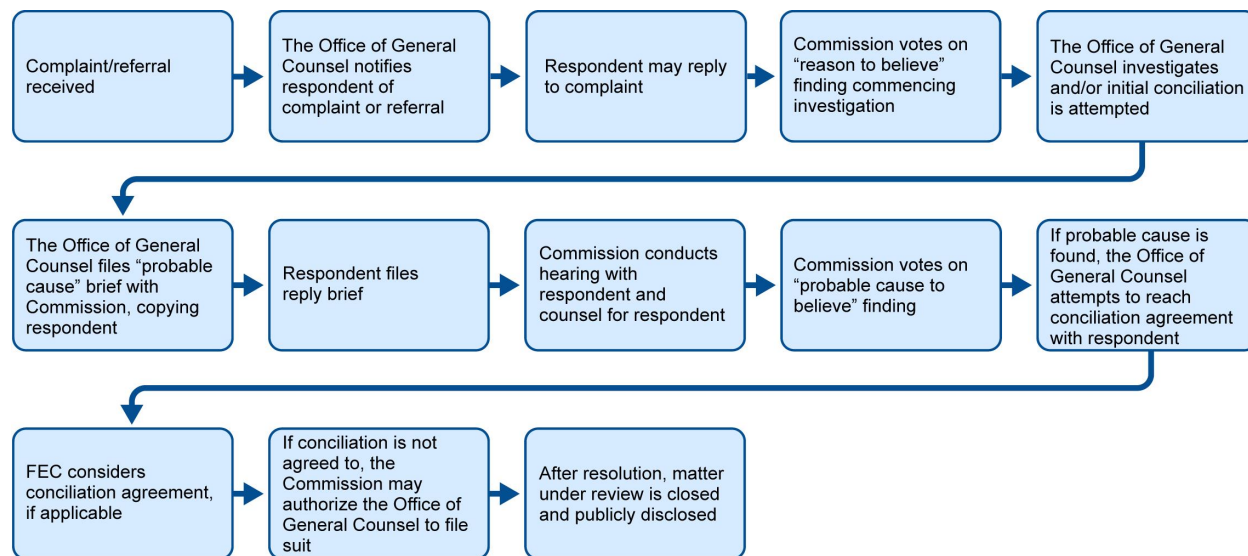 Complaint/referral
received
The Office of General
Counsel notifies
respondent of
complaint or referral
Respondent may reply
to complaint
Commission votes on
“reason to believe”
finding commencing
investigation
The Office of General
Counsel investigates
and/or initial conciliation
is attempted
The Office of General
Counsel files “probable
cause” brief with
Commission, copying
respondent
Respondent files
reply brief
Commission conducts
hearing with
respondent and
counsel for respondent
Commission votes on
“probable cause to
believe” finding
If probable cause is
found, the Office of
General Counsel
attempts to reach
conciliation agreement
with respondent
FEC considers
conciliation agreement,
if applicable
If conciliation is not
agreed to, the
Commission may
authorize the Office of
General Counsel to file
suit
After resolution, matter
under review is closed
and publicly disclosed